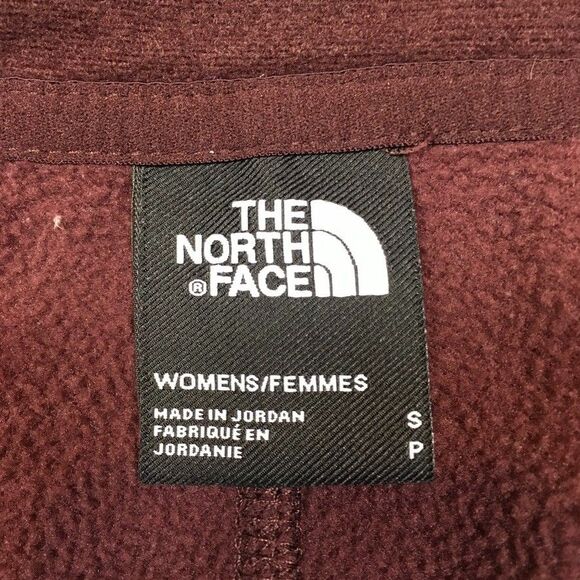 THE
NORTH
® FACE
WOMENS/FEMMES
MADE IN JORDAN
FABRIQUÉ EN
JORDANIE
S
P